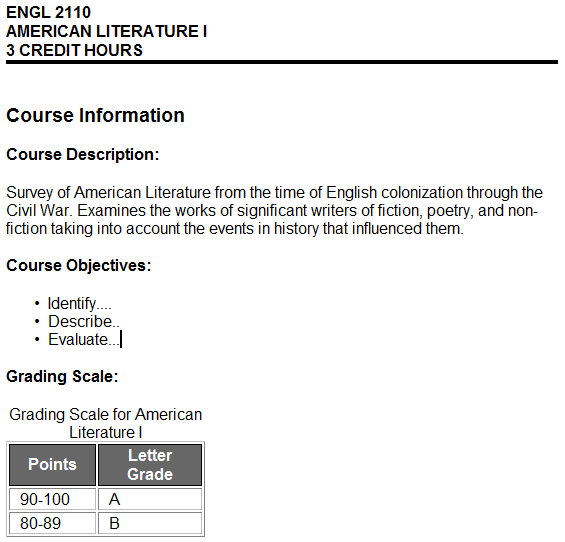 ENGL 2110
AMERICAN LITERATURE I
3 CREDIT HOURS
Course Information
Course Description:
Survey of American Literature from the time of English colonization through the
Civil War. Examines the works of significant writers of fiction, poetry, and non-
fiction taking into account the events in history that influenced them.
Course Objectives:
• Identify....
• Describe..
• Evaluate...
Grading Scale:
Grading Scale for American
Literature I
Points Letter
Grade
90-100 A
80-89 B